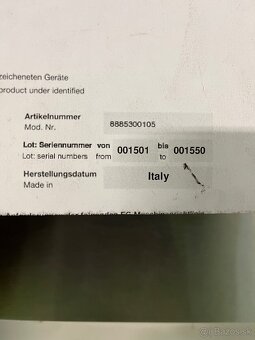 zeicheneten Geräte
product under identified
Artikelnummer
Mod. Nr.
8885300105
Lot: Seriennummer von 001501 bis 001550
Lot: serial numbers from to
Herstellungsdatum
Made in
Italy